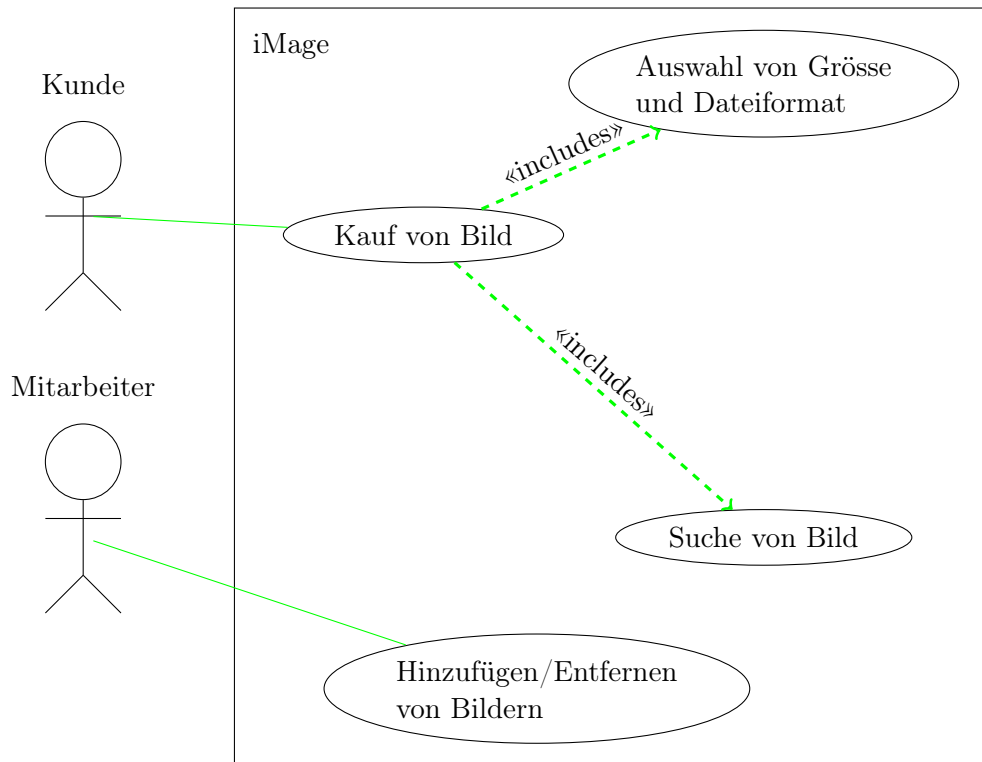 iMage
Kunde
Auswahl von Grösse
und Dateiformat
«includes»
Kauf von Bild
«includes»
Mitarbeiter
Suche von Bild
Hinzufügen/Entfernen
von Bildern